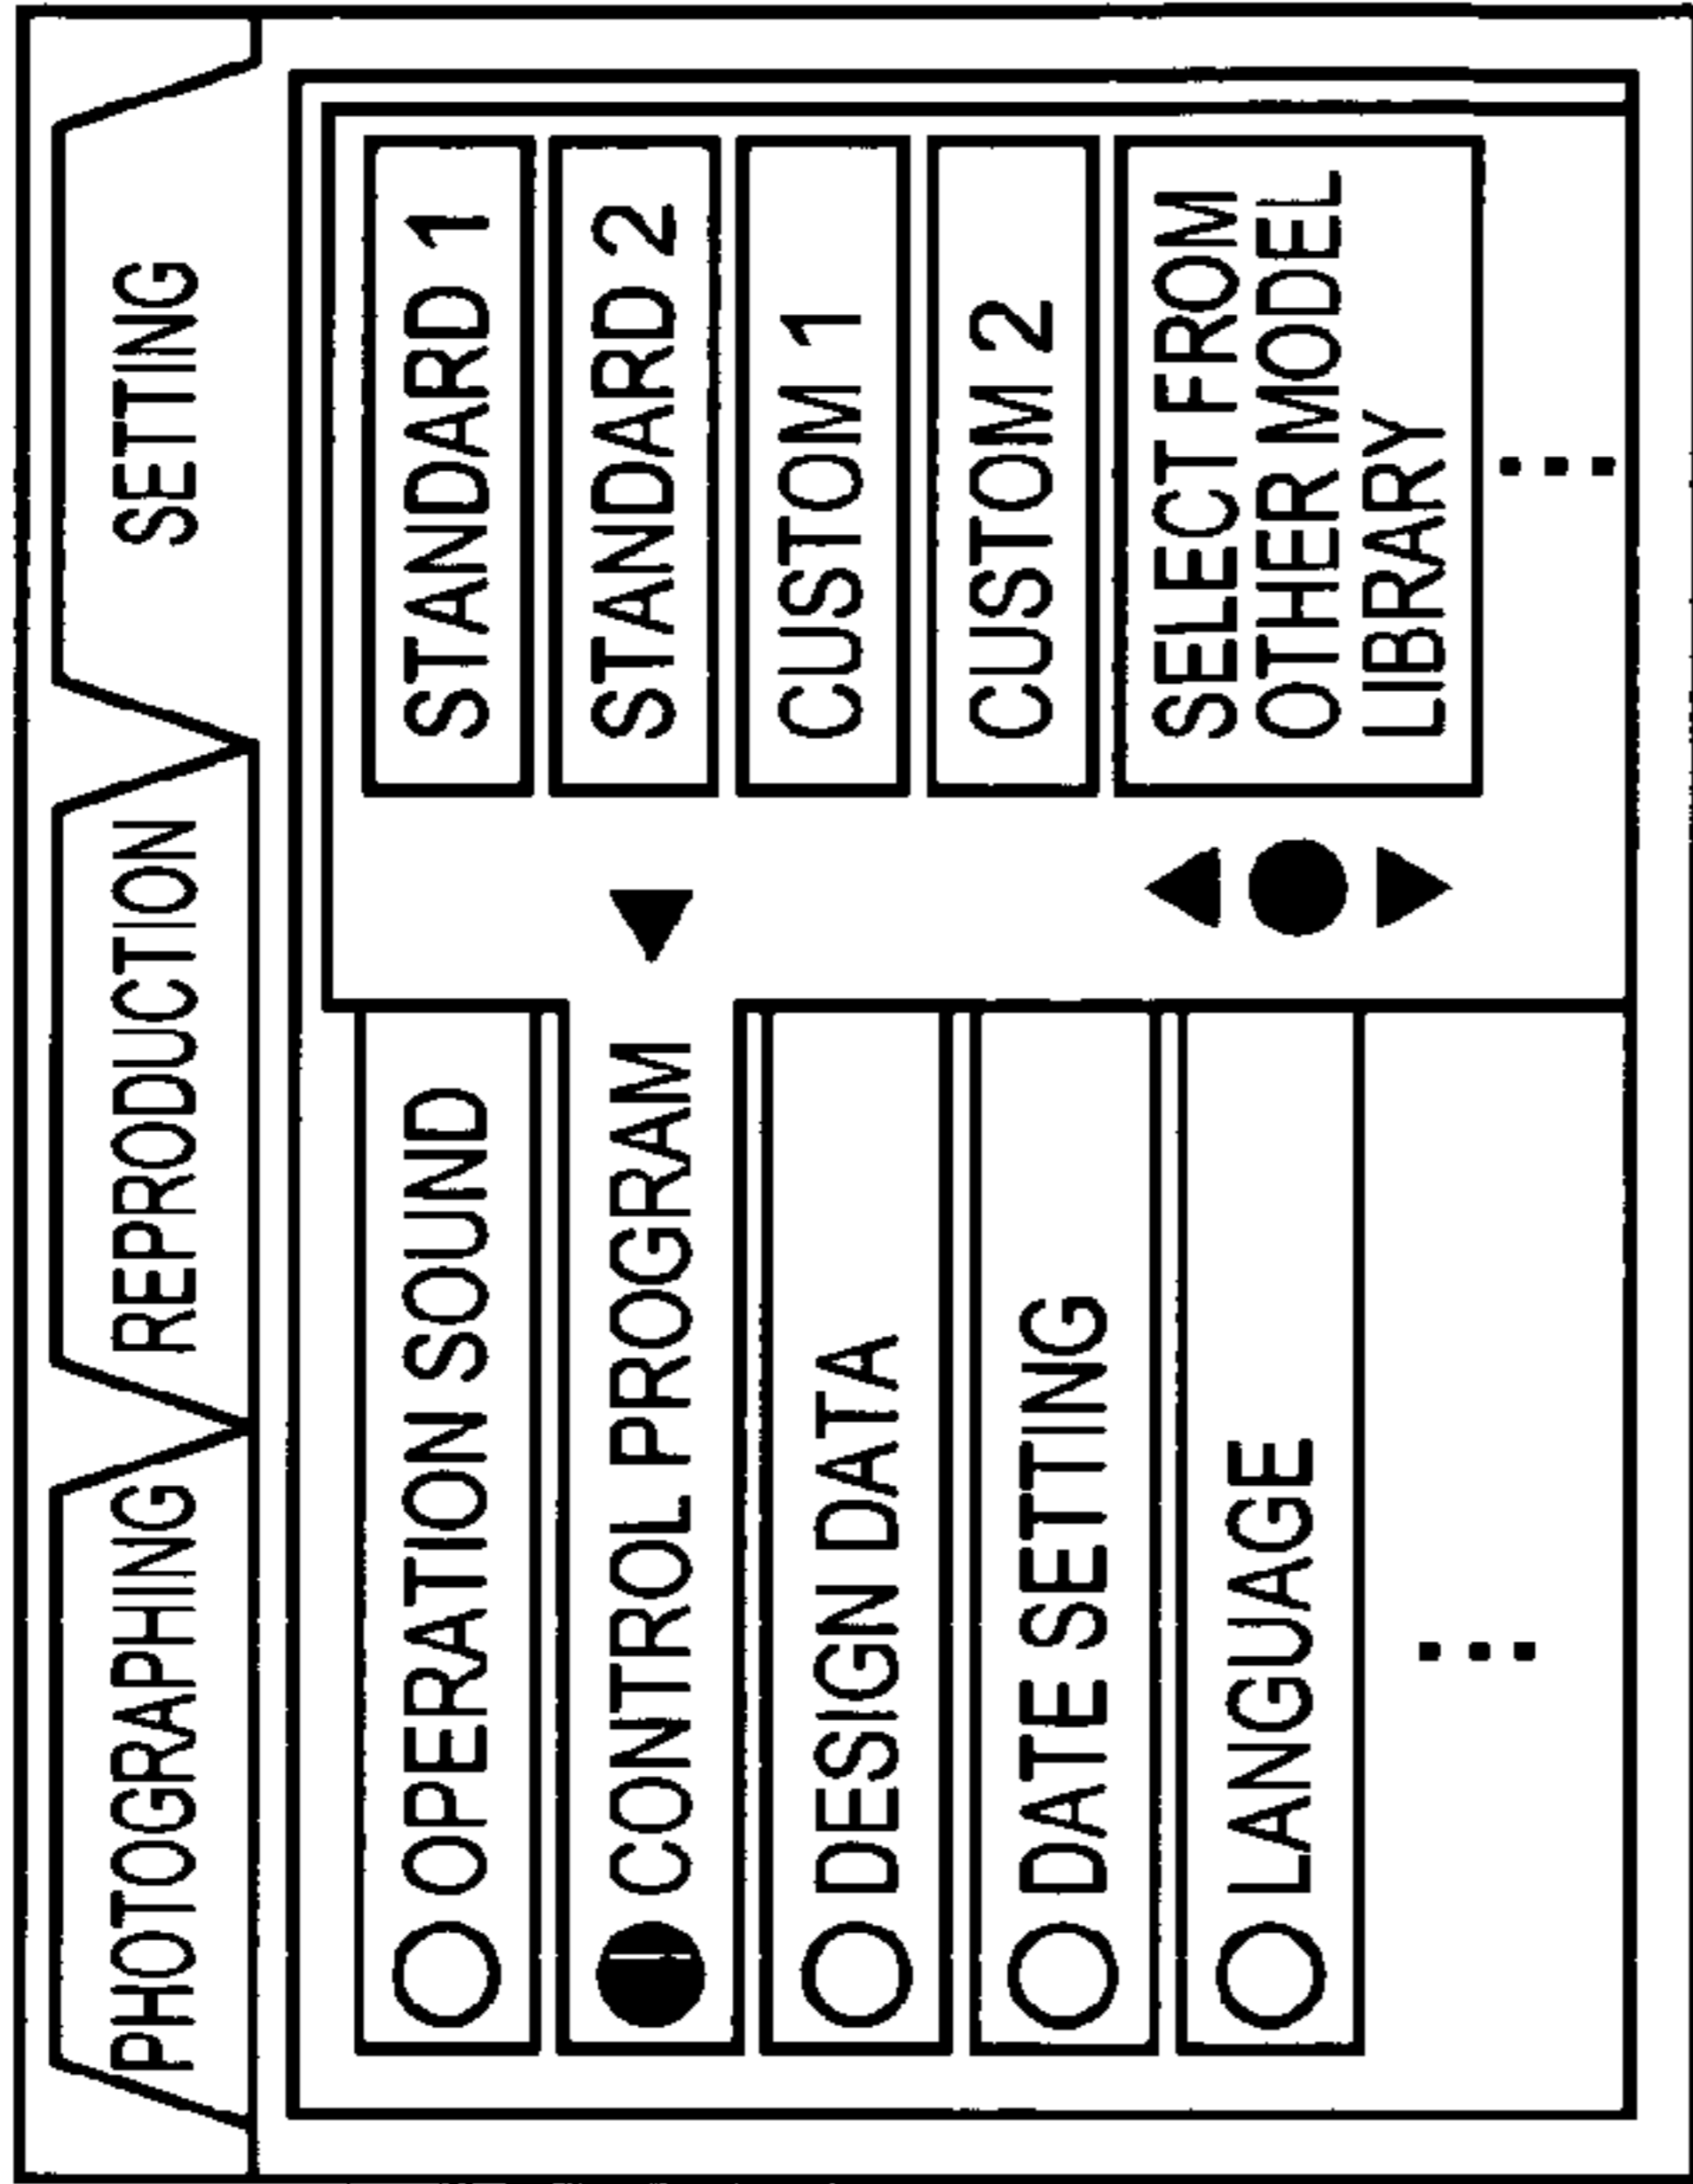 PHOTOGRAPHING
REPRODUCTION
SETTING
OPERATION SOUND
CONTROL PROGRAM
DESIGN DATA
DATE SETTING
LANGUAGE
STANDARD 1
STANDARD 2
CUSTOM 1
CUSTOM 2
SELECT FROM
OTHER MODEL
LIBRARY